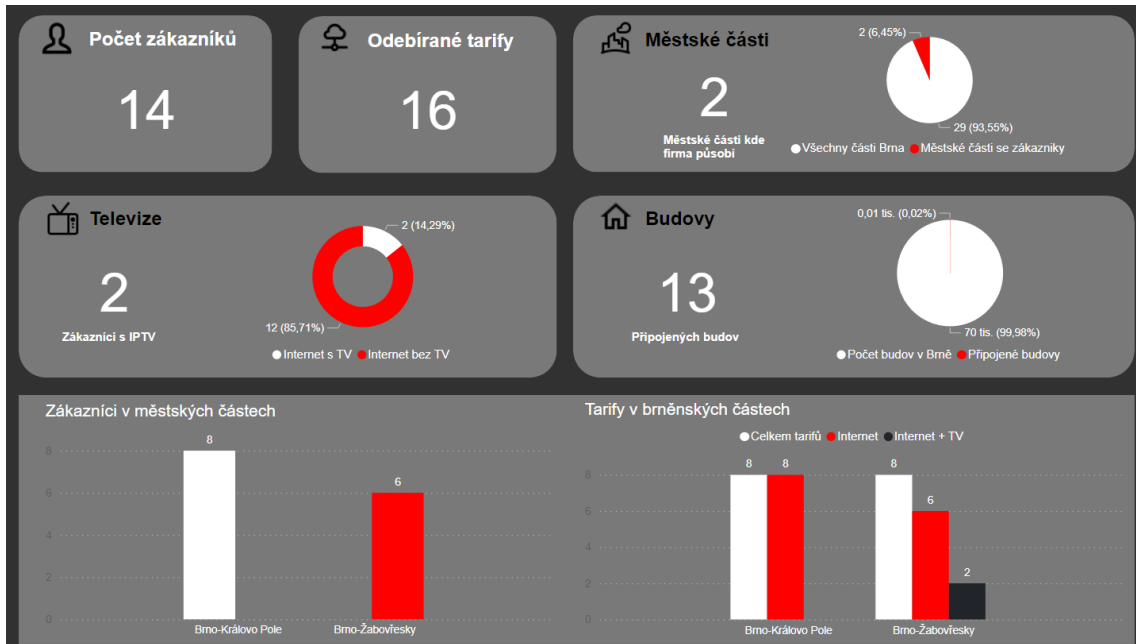 Počet zákazníků
14
Odebírané tarify
16
Městské části
2
Městské části kde
firma působí
2 (6,45%)
29 (93,55%)
Všechny části Brna Městské části se zákazniky
Televize
2
Zákazníci s IPTV
2 (14,29%)
12 (85,71%)
Internet s TV Internet bez TV
Budovy
13
Připojených budov
0,01 tis. (0,02%)
70 tis. (99,98%)
Počet budov v Brně Připojené budovy
Zákazníci v městských částech
8
6
4
2
0
8
6
Brno-Královo Pole Brno-Žabovřesky
Tarify v brněnských částech
Celkem tarifů Internet Internet + TV
8
6
4
2
0
8 8
8 6 2
Brno-Královo Pole Brno-Žabovřesky